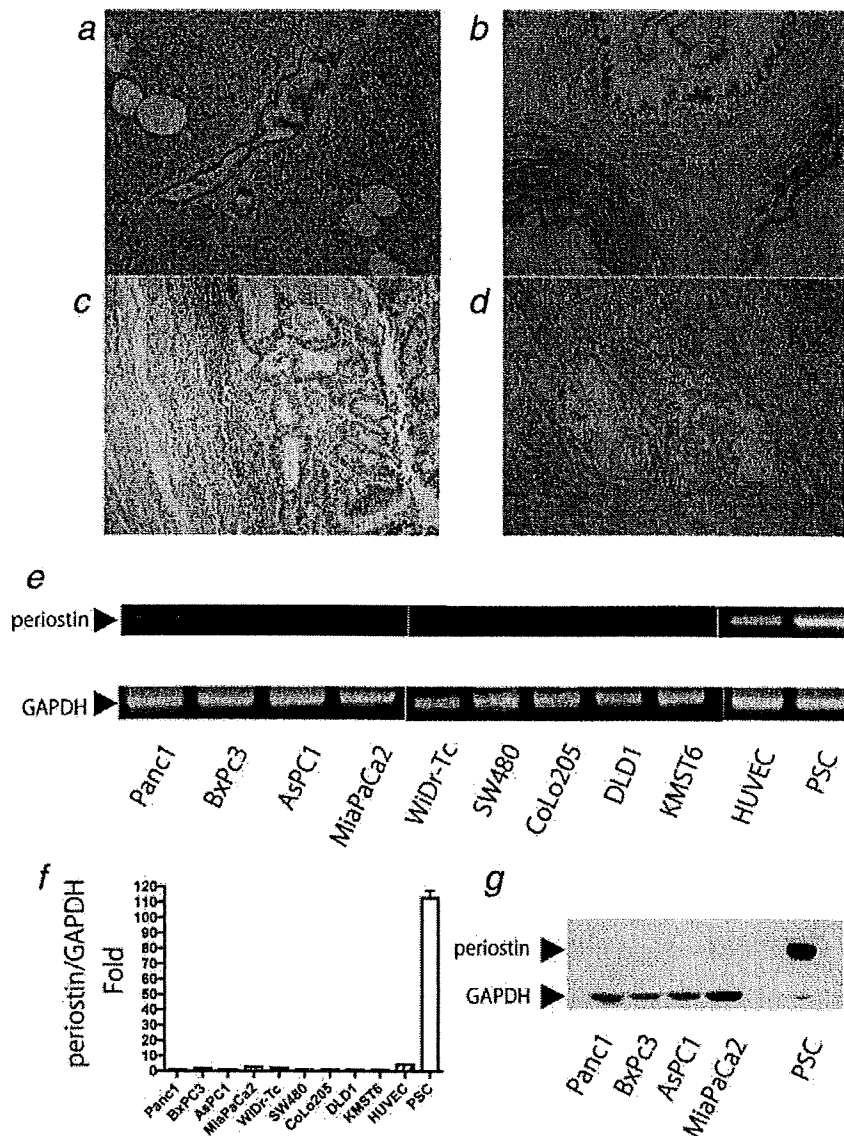 a
b
c
d
e
periostin
GAPDH
Panc1 BxPc3 AsPC1 MiaPaCa2 WiDr-Tc SW480 CoLo205 DLD1 KMST6 HUVEC PSC
f
periostin/GAPDH
Fold
120
110
100
90
80
70
60
50
40
30
20
10
0
Panc1 BxPC3 AsPC1 MiaPaCa2 WiDr-Tc SW480 CoLo205 DLD1 KMST6 HUVEC PSC
g
periostin
GAPDH
Panc1 BxPc3 AsPC1 MiaPaCa2 PSC